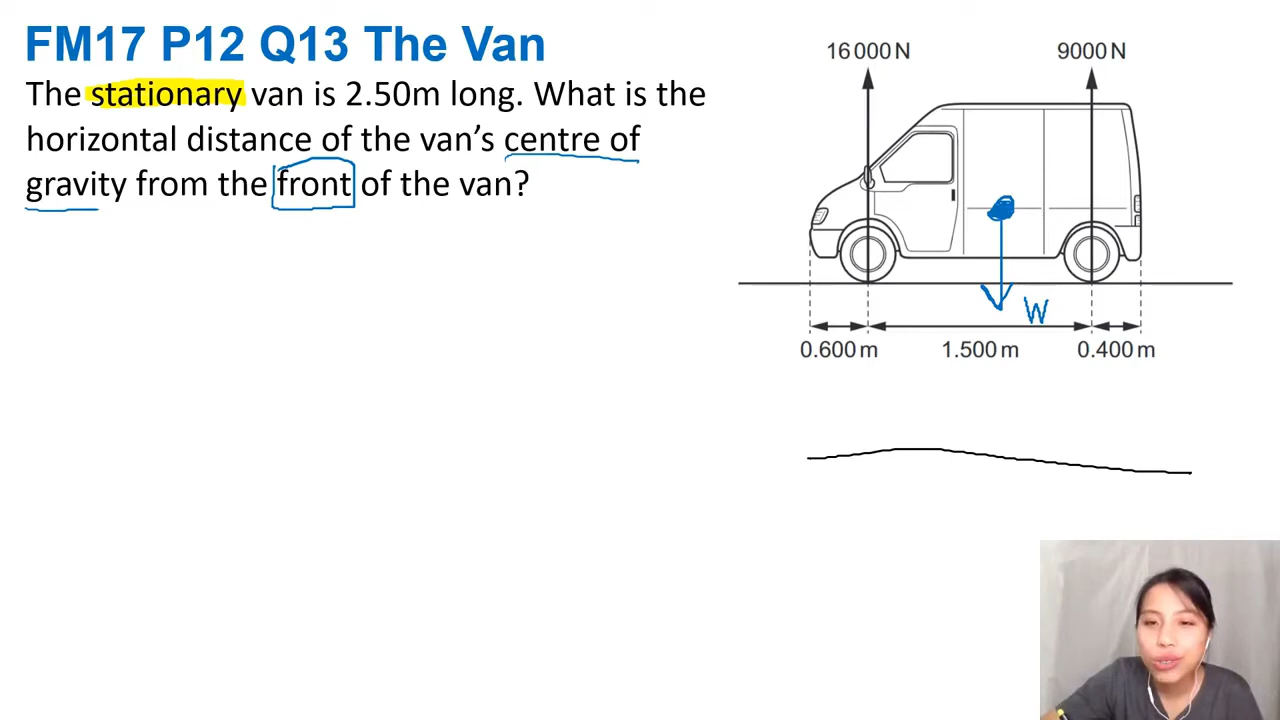 FM17 P12 Q13 The Van
The stationary van is 2.50m long. What is the
horizontal distance of the van’s centre of
gravity from the front of the van?
16 000 N
9000 N
W
0.600 m
1.500 m
0.400 m